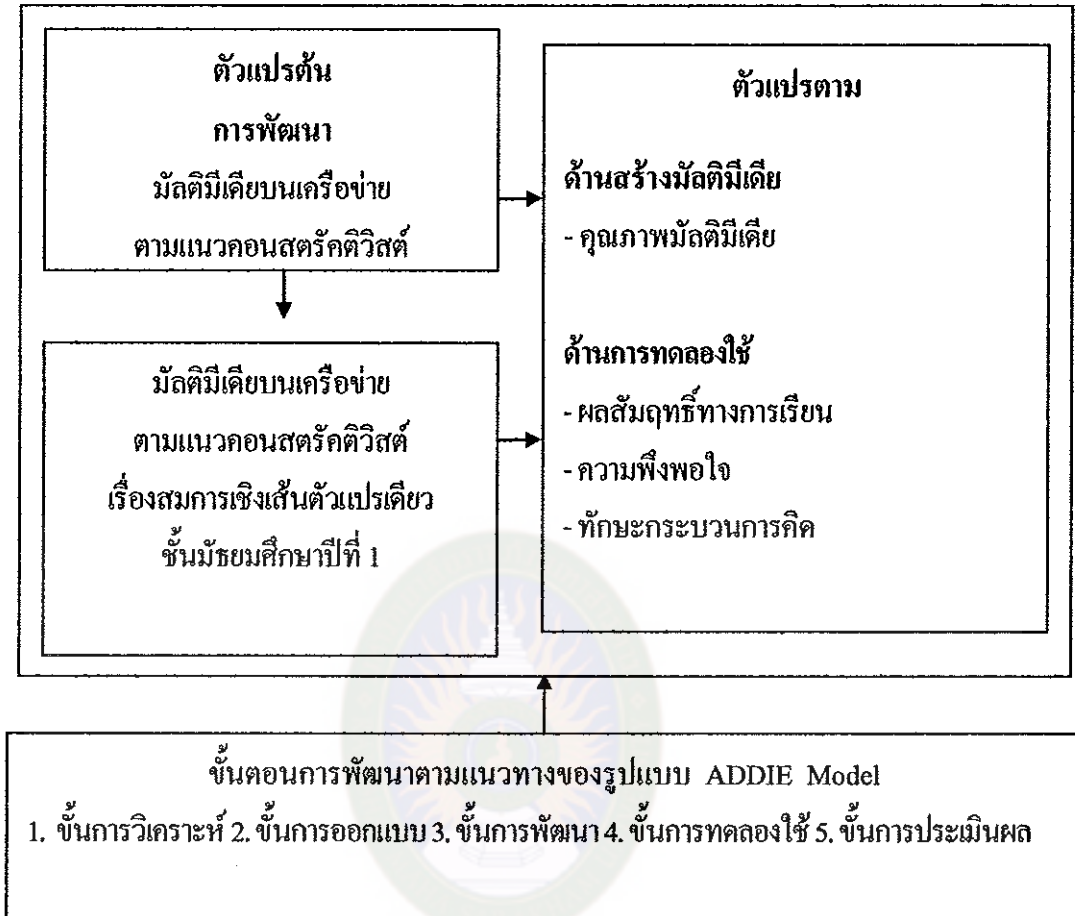 ตัวแปรต้น
การพัฒนา
มัลติมีเดียบนเครือข่าย
ตามแนวคอนสตรัคติวิสต์
มัลติมีเดียบนเครือข่าย
ตามแนวคอนสตรัคติวิสต์
เรื่องสมการเชิงเส้นตัวแปรเดียว
ชั้นมัธยมศึกษาปีที่ 1
ตัวแปรตาม
ด้านสร้างมัลติมีเดีย
- คุณภาพมัลติมีเดีย
ด้านการทดลองใช้
- ผลสัมฤทธิ์ทางการเรียน
- ความพึงพอใจ
- ทักษะกระบวนการคิด
ขั้นตอนการพัฒนาตามแนวทางของรูปแบบ ADDIE Model
1. ขั้นการวิเคราะห์ 2. ขั้นการออกแบบ 3. ขั้นการพัฒนา 4. ขั้นการทดลองใช้ 5. ขั้นการประเมินผล